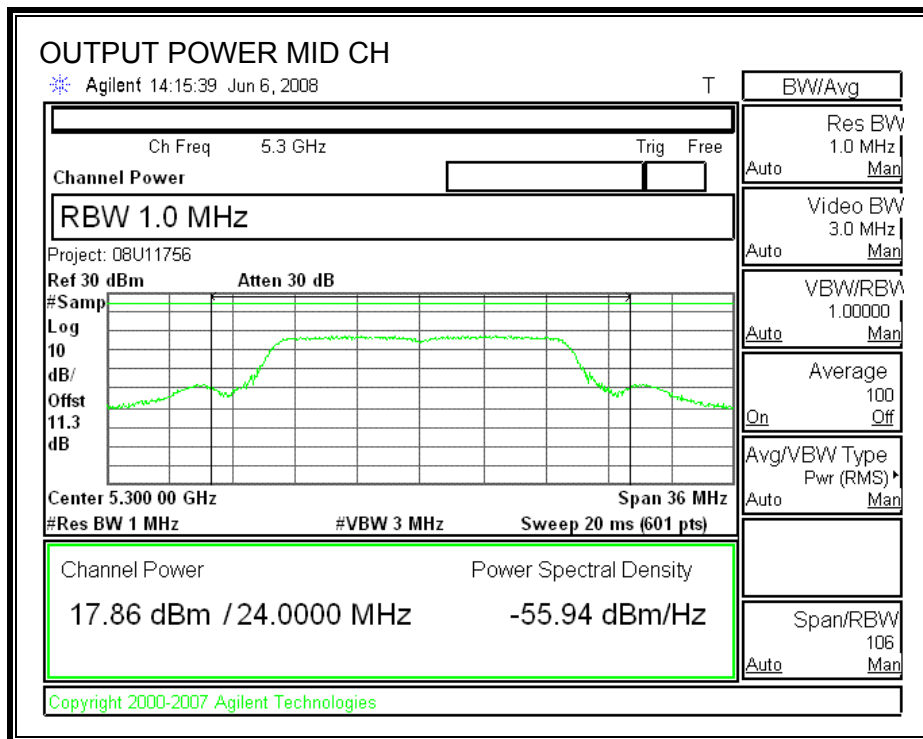 OUTPUT POWER MID CH
Agilent 14:15:39 Jun 6, 2008 T
Ch Freq 5.3 GHz Trig Free
Channel Power
RBW 1.0 MHz
Project: 08U11756
Ref 30 dBm Atten 30 dB
#Samp
Log
10
dB/
Offst
11.3
dB
Center 5.300 00 GHz Span 36 MHz
#Res BW 1 MHz #VBW 3 MHz Sweep 20 ms (601 pts)
Channel Power Power Spectral Density
17.86 dBm / 24.0000 MHz -55.94 dBm/Hz
Copyright 2000-2007 Agilent Technologies
BW/Avg
Res BW
1.0 MHz
Auto Man
Video BW
3.0 MHz
Auto Man
VBW/RBW
1.00000
Auto Man
Average
100
On Off
Avg/VBW Type
Pwr (RMS)
Auto Man
Span/RBW
106
Auto Man